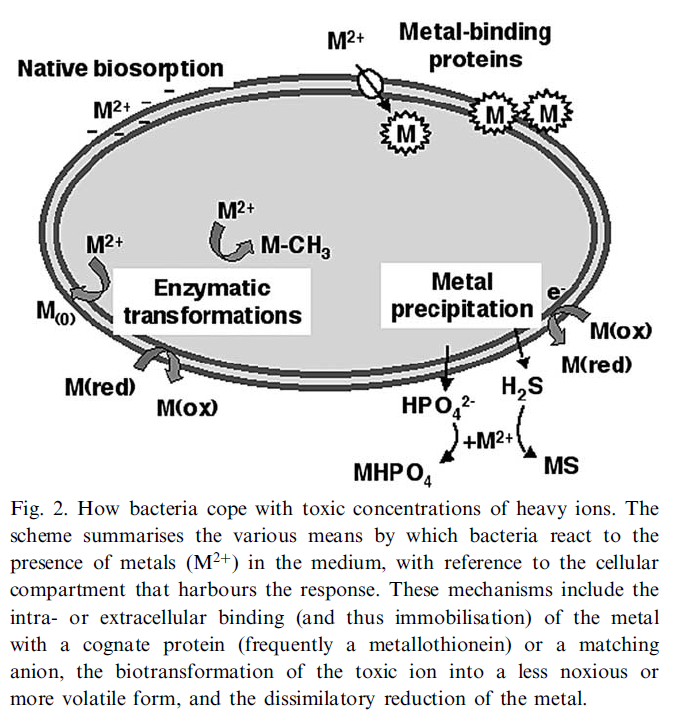 M²⁺
Metal-binding
proteins
Native biosorption
M²⁺
M
M
M
M²⁺
M-CH₃
M²⁺
M₍₀₎
Enzymatic
transformations
Metal
precipitation
e⁻
M(ox)
M(red)
M(red)
M(ox)
HPO₄²⁻
H₂S
+M²⁺
MHPO₄
MS
Fig. 2. How bacteria cope with toxic concentrations of heavy ions. The
scheme summarises the various means by which bacteria react to the
presence of metals (M²⁺) in the medium, with reference to the cellular
compartment that harbours the response. These mechanisms include the
intra- or extracellular binding (and thus immobilisation) of the metal
with a cognate protein (frequently a metallothionein) or a matching
anion, the biotransformation of the toxic ion into a less noxious or
more volatile form, and the dissimilatory reduction of the metal.